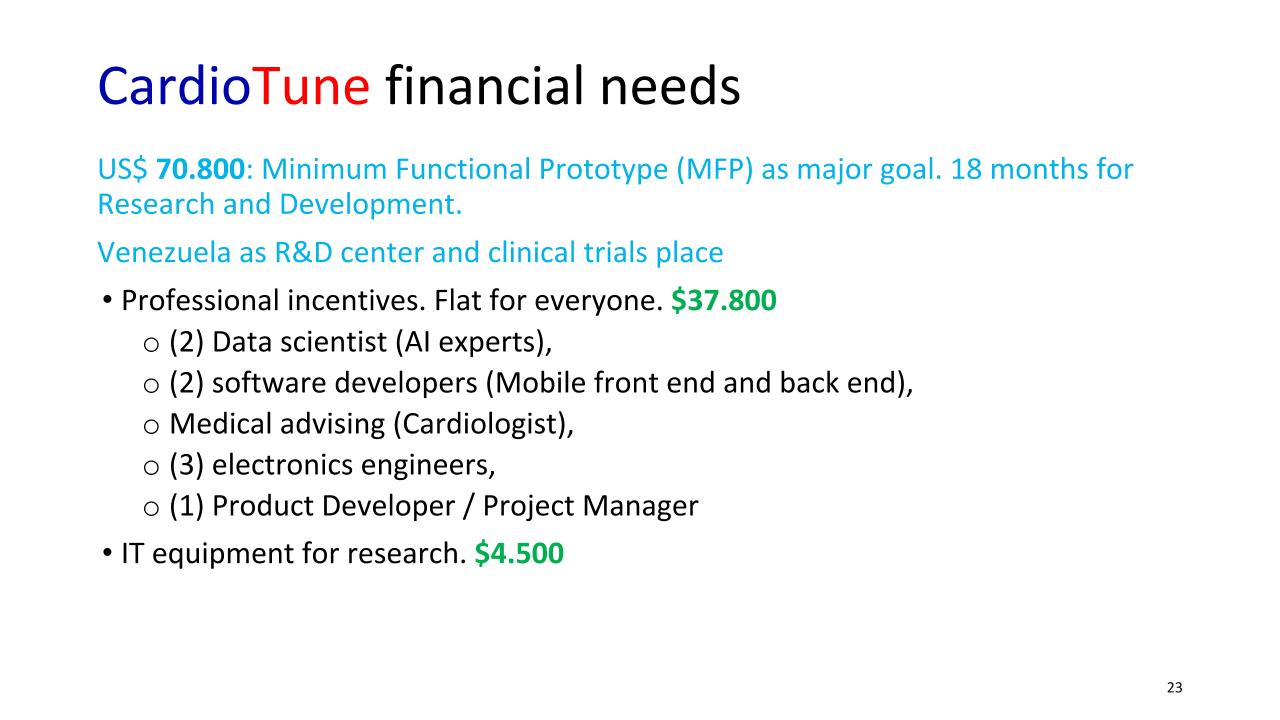 CardioTune financial needs
US$ 70.800: Minimum Functional Prototype (MFP) as major goal. 18 months for
Research and Development.
Venezuela as R&D center and clinical trials place
• Professional incentives. Flat for everyone. $37.800
o (2) Data scientist (AI experts),
o (2) software developers (Mobile front end and back end),
o Medical advising (Cardiologist),
o (3) electronics engineers,
o (1) Product Developer / Project Manager
• IT equipment for research. $4.500
23